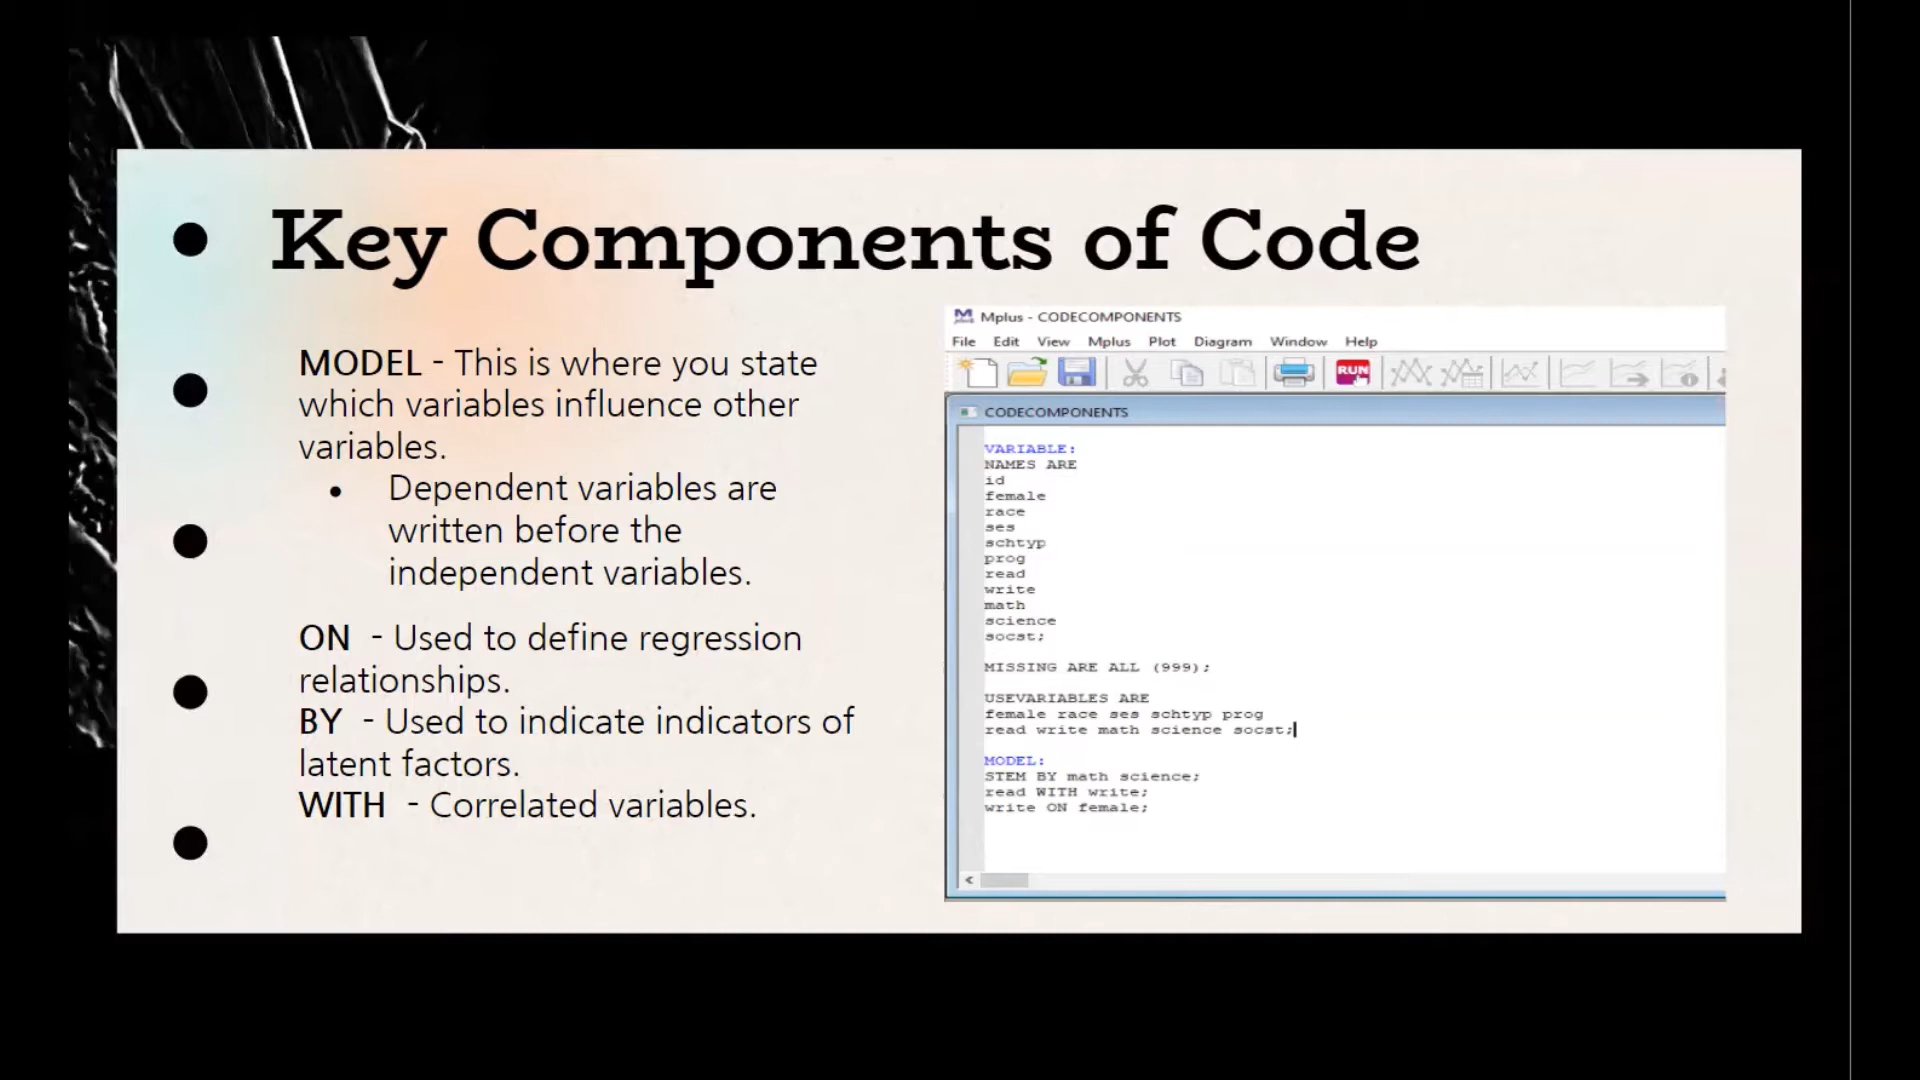 Key Components of Code
MODEL - This is where you state
which variables influence other
variables.
Dependent variables are
written before the
independent variables.
ON - Used to define regression
relationships.
BY - Used to indicate indicators of
latent factors.
WITH - Correlated variables.
Mplus - CODECOMPONENTS
File Edit View Mplus Plot Diagram Window Help
RUN
CODECOMPONENTS
VARIABLE:
NAMES ARE
id
female
race
ses
schtyp
prog
read
write
math
science
socst;
MISSING ARE ALL (999);
USEVARIABLES ARE
female race ses schtyp prog
read write math science socst;
MODEL:
STEM BY math science;
read WITH write;
write ON female;